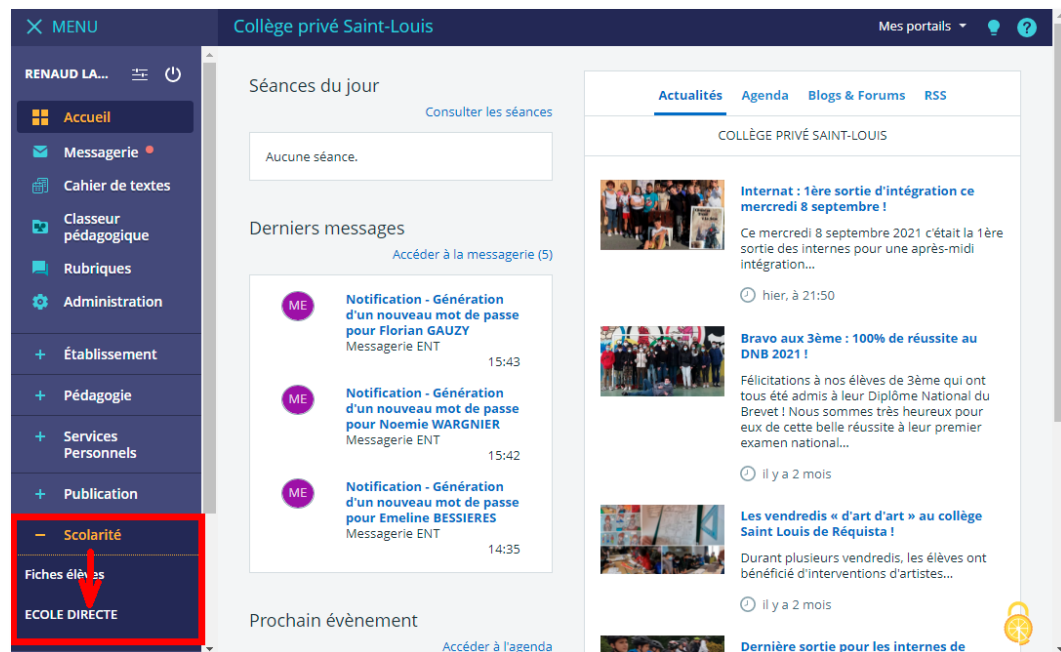 MENU
Collège privé Saint-Louis
Mes portails
?
RENAUD LA...
Accueil
Messagerie
Cahier de textes
Classeur
pédagogique
Rubriques
Administration
+ Établissement
+ Pédagogie
+ Services
Personnels
+ Publication
− Scolarité
Fiches élèves
ECOLE DIRECTE
Séances du jour
Consulter les séances
Aucune séance.
Derniers messages
Accéder à la messagerie (5)
ME
Notification - Génération
d'un nouveau mot de passe
pour Florian GAUZY
Messagerie ENT
15:43
ME
Notification - Génération
d'un nouveau mot de passe
pour Noemie WARGNIER
Messagerie ENT
15:42
ME
Notification - Génération
d'un nouveau mot de passe
pour Emeline BESSIERES
Messagerie ENT
14:35
Prochain évènement
Accéder à l'agenda
Actualités Agenda Blogs & Forums RSS
COLLÈGE PRIVÉ SAINT-LOUIS
Internat : 1ère sortie d'intégration ce
mercredi 8 septembre !
Ce mercredi 8 septembre 2021 c'était la 1ère
sortie des internes pour une après-midi
intégration...
hier, à 21:50
Bravo aux 3ème : 100% de réussite au
DNB 2021 !
Félicitations à nos élèves de 3ème qui ont
tous été admis à leur Diplôme National du
Brevet ! Nous sommes très heureux pour
eux de cette belle réussite à leur premier
examen national...
il y a 2 mois
Les vendredis « d'art d'art » au collège
Saint Louis de Réquista !
Durant plusieurs vendredis, les élèves ont
bénéficié d'interventions d'artistes...
il y a 2 mois
Dernière sortie pour les internes de